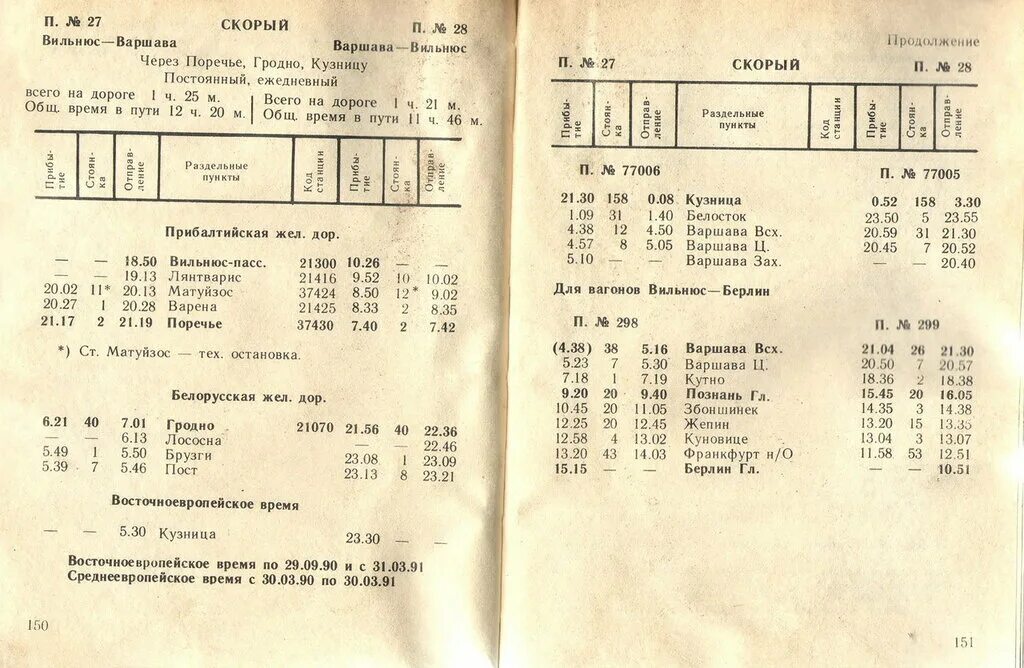 П. № 27 СКОРЫЙ П. № 28
Вильнюс—Варшава Варшава—Вильнюс
Через Поречье, Гродно, Кузницу
Постоянный, ежедневный
всего на дороге 1 ч. 25 м. Всего на дороге 1 ч. 21 м.
Общ. время в пути 12 ч. 20 м. Общ. время в пути 11 ч. 46 м.
Прибытие Стоянка Отправление Раздельные пункты Код станции Прибытие Стоянка Отправление
Прибалтийская жел. дор.
— — 18.50 Вильнюс-пасс. 21300 10.26 — —
— — 19.13 Лянтварис 21416 9.52 10 10.02
20.02 11* 20.13 Матуйзос 37424 8.50 12* 9.02
20.27 1 20.28 Варена 21425 8.33 2 8.35
21.17 2 21.19 Поречье 37430 7.40 2 7.42
*) Ст. Матуйзос — тех. остановка.
Белорусская жел. дор.
6.21 40 7.01 Гродно 21070 21.56 40 22.36
— — 6.13 Лососна — — 22.46
5.49 1 5.50 Брузги 23.08 1 23.09
5.39 7 5.46 Пост 23.13 8 23.21
Восточноевропейское время
— — 5.30 Кузница 23.30 — —
Восточноевропейское время по 29.09.90 и с 31.03.91
Среднеевропейское время с 30.03.90 по 30.03.91
150
Продолжение
П. № 27 СКОРЫЙ П. № 28
Прибытие Стоянка Отправление Раздельные пункты Код станции Прибытие Стоянка Отправление
П. № 77006 П. № 77005
21.30 158 0.08 Кузница 0.52 158 3.30
1.09 31 1.40 Белосток 23.50 5 23.55
4.38 12 4.50 Варшава Всх. 20.59 31 21.30
4.57 8 5.05 Варшава Ц. 20.45 7 20.52
5.10 — — Варшава Зах. — — 20.40
Для вагонов Вильнюс—Берлин
П. № 298 П. № 299
(4.38) 38 5.16 Варшава Всх. 21.04 26 21.30
5.23 7 5.30 Варшава Ц. 20.50 7 20.57
7.18 1 7.19 Кутно 18.36 2 18.38
9.20 20 9.40 Познань Гл. 15.45 20 16.05
10.45 20 11.05 Збоншинек 14.35 3 14.38
12.25 20 12.45 Жепин 13.20 15 13.35
12.58 4 13.02 Куновице 13.04 3 13.07
13.20 43 14.03 Франкфурт н/О 11.58 53 12.51
15.15 — — Берлин Гл. — — 10.51
151